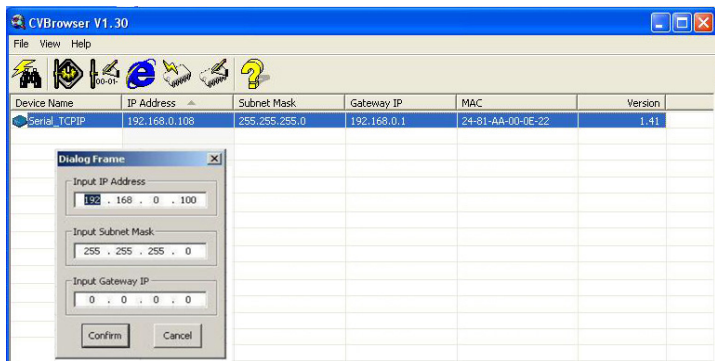 CVBrowser V1.30
File View Help
00-01-
Device Name IP Address Subnet Mask Gateway IP MAC Version
Serial_TCPIP 192.168.0.108 255.255.255.0 192.168.0.1 24-81-AA-00-0E-22 1.41
Dialog Frame
Input IP Address
192 . 168 . 0 . 100
Input Subnet Mask
255 . 255 . 255 . 0
Input Gateway IP
0 . 0 . 0 . 0
Confirm Cancel